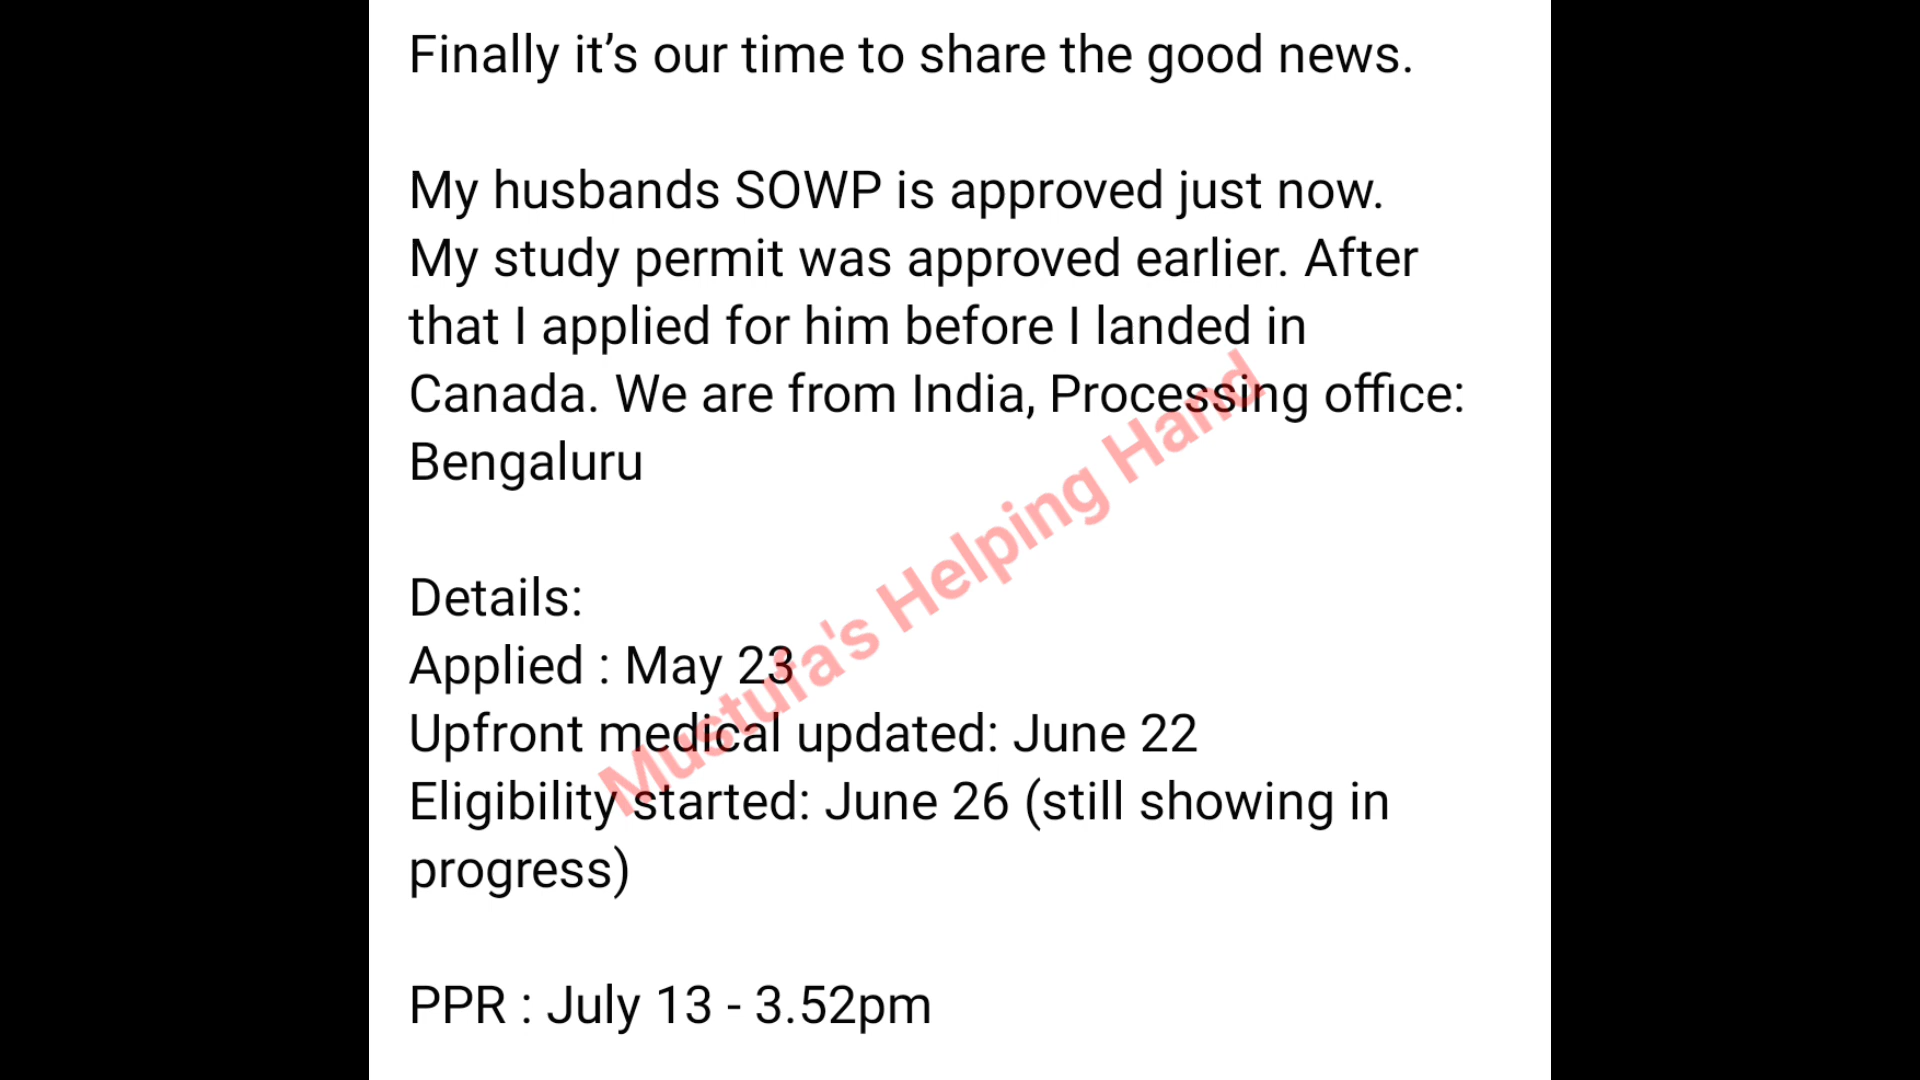 Finally it’s our time to share the good news.
My husbands SOWP is approved just now.
My study permit was approved earlier. After
that I applied for him before I landed in
Canada. We are from India, Processing office:
Bengaluru
Details:
Applied : May 23
Upfront medical updated: June 22
Eligibility started: June 26 (still showing in
progress)
PPR : July 13 - 3.52pm
Mustufa's Helping Hand